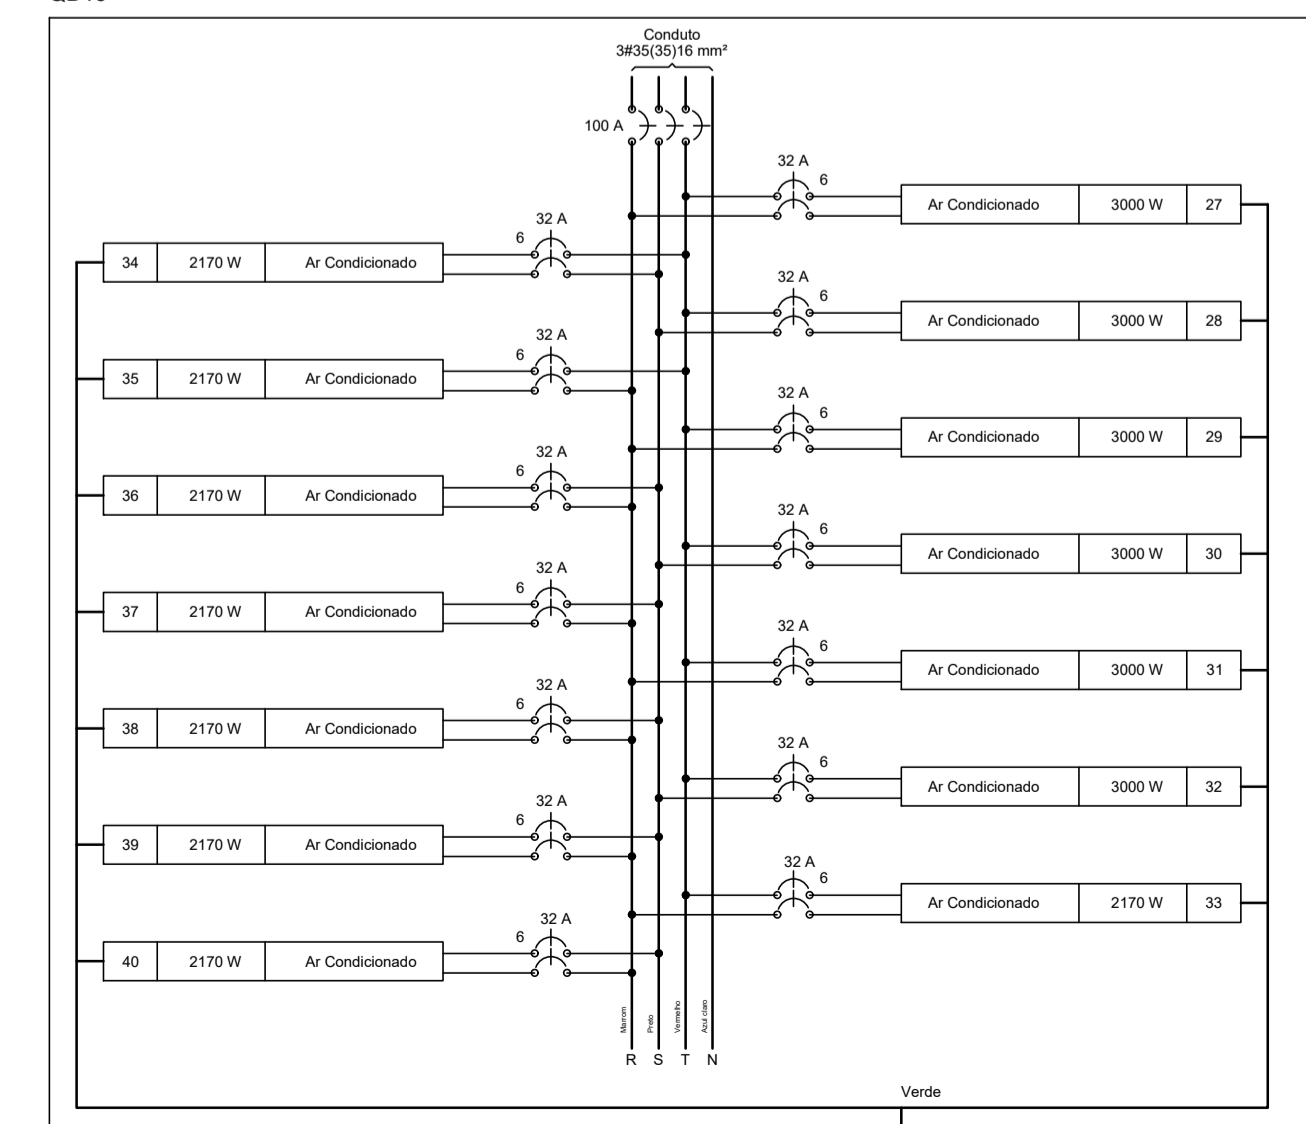 Conduto
3#35(35)16 mm²
100 A
32 A
6
Ar Condicionado 3000 W 27
32 A
6
34 2170 W Ar Condicionado
32 A
6
Ar Condicionado 3000 W 28
32 A
6
35 2170 W Ar Condicionado
32 A
6
Ar Condicionado 3000 W 29
32 A
6
36 2170 W Ar Condicionado
32 A
6
Ar Condicionado 3000 W 30
32 A
6
37 2170 W Ar Condicionado
32 A
6
Ar Condicionado 3000 W 31
32 A
6
38 2170 W Ar Condicionado
32 A
6
Ar Condicionado 3000 W 32
32 A
6
39 2170 W Ar Condicionado
32 A
6
Ar Condicionado 2170 W 33
32 A
6
40 2170 W Ar Condicionado
Marrom
Preto
Vermelho
Azul claro
R S T N
Verde